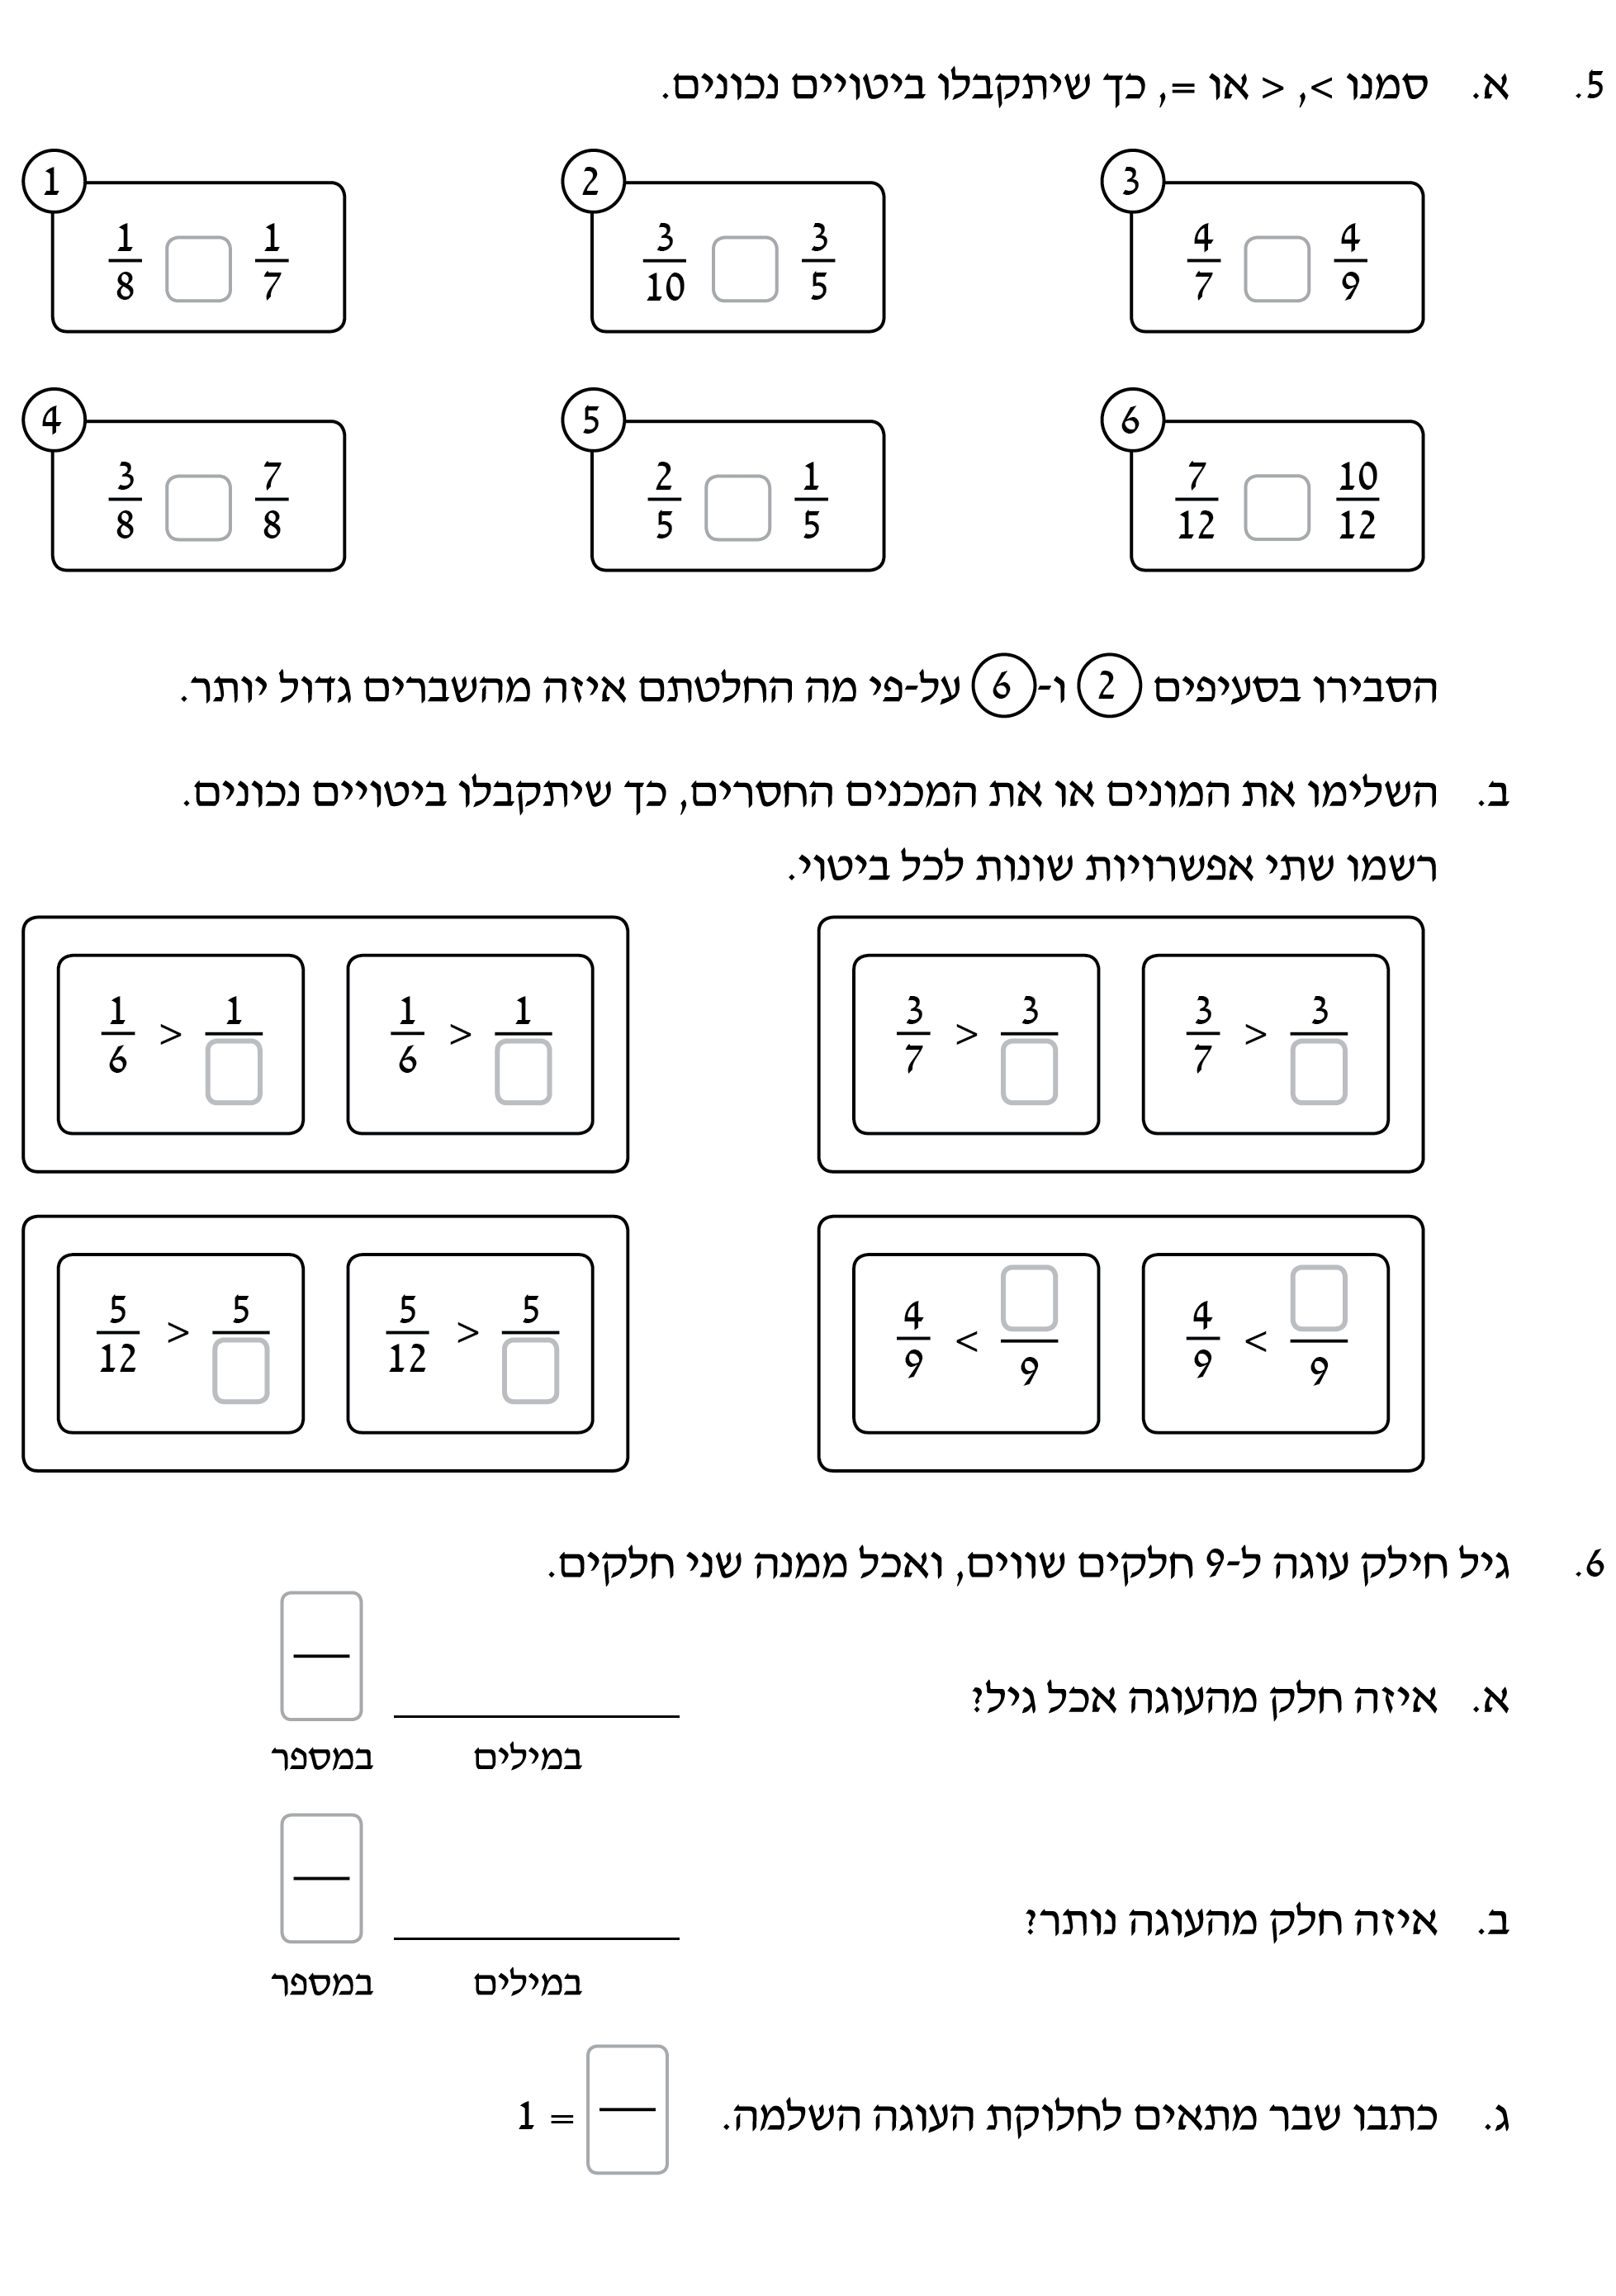 5. א. סמנו >, < או =, כך שיתקבלו ביטויים נכונים.
1 2 3
1/8 □ 1/7 3/10 □ 3/5 4/7 □ 4/9
4 5 6
3/8 □ 7/8 2/5 □ 1/5 7/12 □ 10/12
הסבירו בסעיפים 2 ו-6 על-פי מה החלטתם איזה מהשברים גדול יותר.
ב. השלימו את המונים או את המכנים החסרים, כך שיתקבלו ביטויים נכונים.
רשמו שתי אפשרויות שונות לכל ביטוי.
1/6 > 1/□ 1/6 > 1/□ 3/7 > 3/□ 3/7 > 3/□
5/12 > 5/□ 5/12 > 5/□ 4/9 < □/9 4/9 < □/9
6. גיל חילק עוגה ל-9 חלקים שווים, ואכל ממנה שני חלקים.
א. איזה חלק מהעוגה אכל גיל?
במילים במספר
ב. איזה חלק מהעוגה נותר?
במילים במספר
ג. כתבו שבר מתאים לחלוקת העוגה השלמה. 1 = □